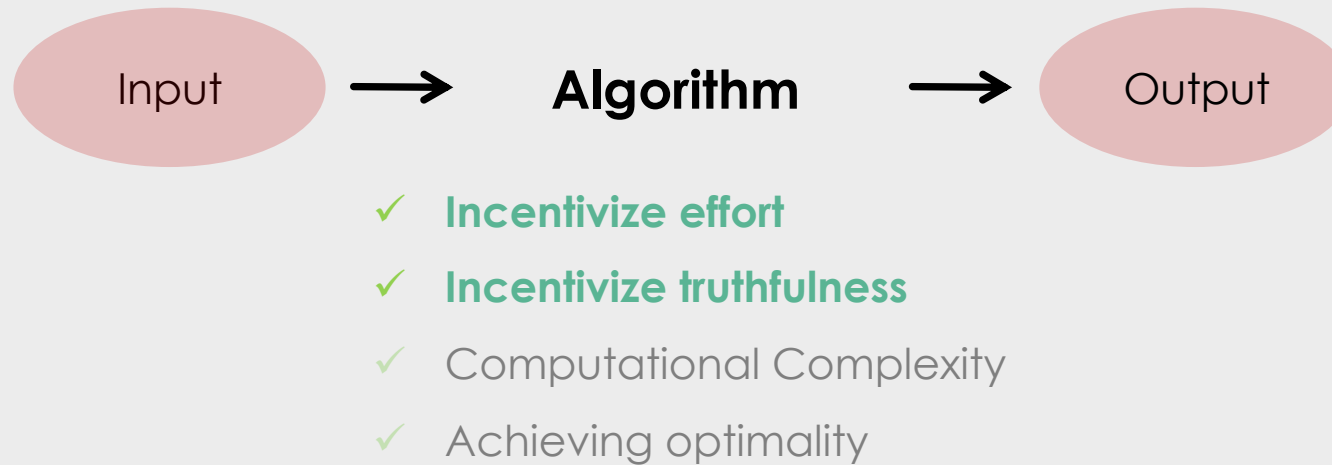 Input Algorithm Output
Incentivize effort
Incentivize truthfulness
Computational Complexity
Achieving optimality